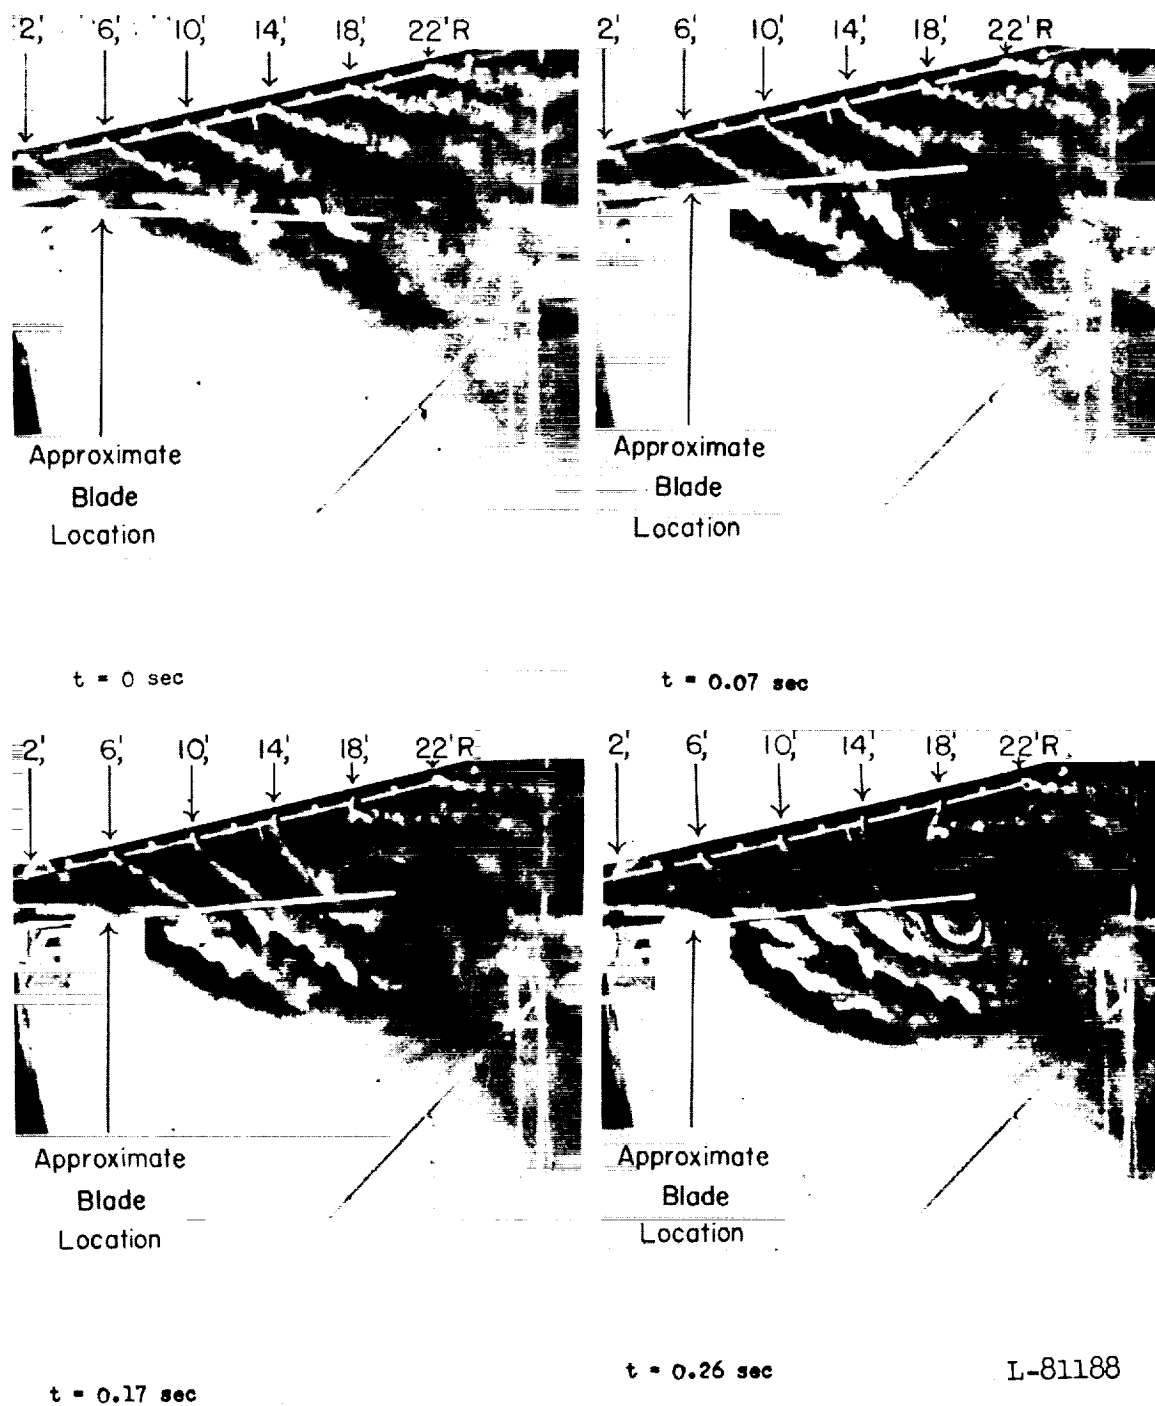 2', 6', 10', 14', 18', 22'R
2', 6', 10', 14', 18', 22'R
Approximate
Blade
Location
Approximate
Blade
Location
t = 0 sec
t = 0.07 sec
2', 6', 10', 14', 18', 22'R
2', 6', 10', 14', 18', 22'R
Approximate
Blade
Location
Approximate
Blade
Location
t = 0.17 sec
t = 0.26 sec
L-81188